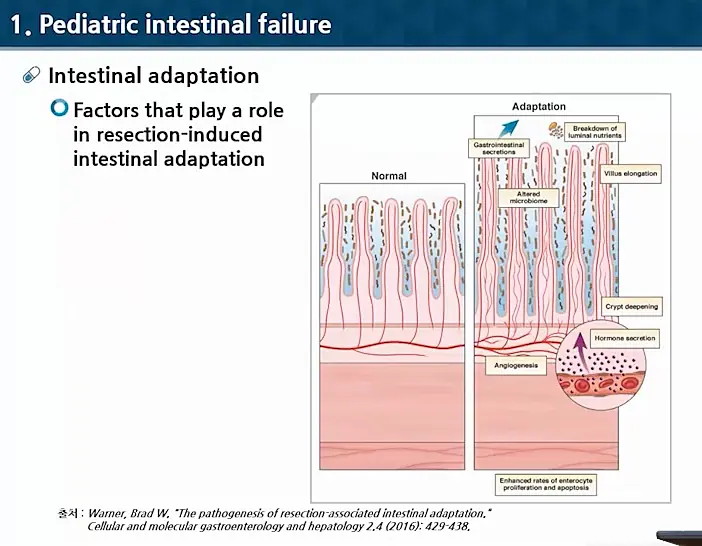 1. Pediatric intestinal failure
Intestinal adaptation
Factors that play a role
in resection-induced
intestinal adaptation
Normal
Adaptation
Gastrointestinal
secretions
Breakdown of
luminal nutrients
Villus elongation
Altered
microbiome
Crypt deepening
Hormone secretion
Angiogenesis
Enhanced rates of enterocyte
proliferation and apoptosis
출처 : Warner, Brad W. "The pathogenesis of resection-associated intestinal adaptation."
Cellular and molecular gastroenterology and hepatology 2.4 (2016): 429-438.